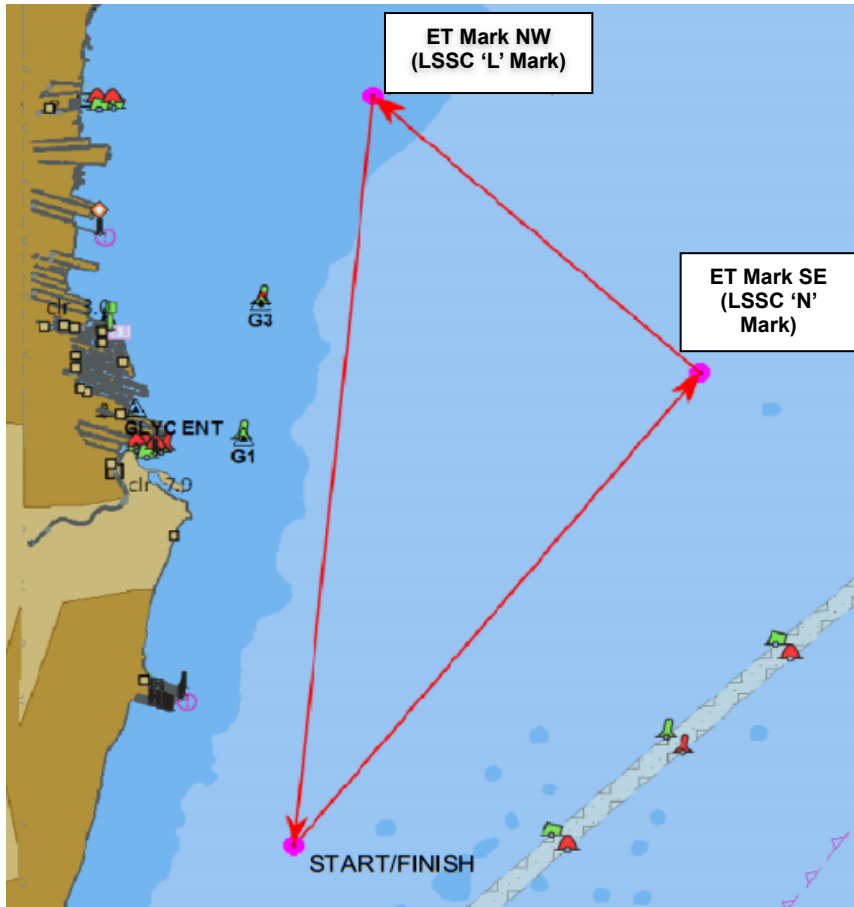 ET Mark NW
(LSSC ‘L’ Mark)
ET Mark SE
(LSSC ‘N’
Mark)
G3
GLYC ENT
G1
START/FINISH